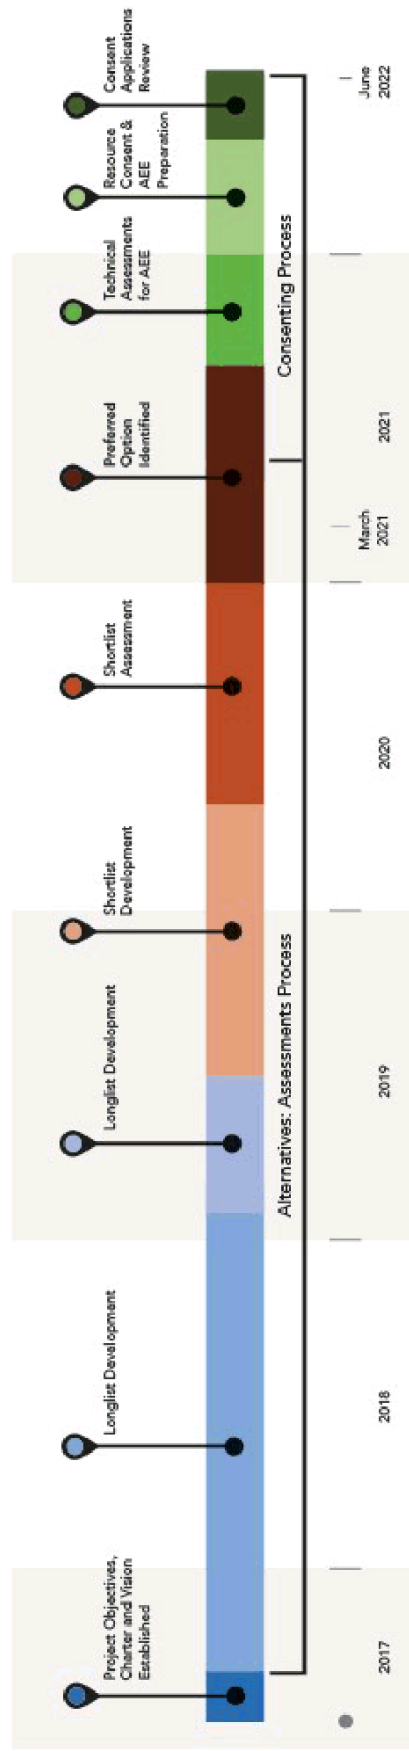 Project Objectives,
Charter and Vision
Established
Longlist Development
Longlist Development
Shortlist
Development
Shortlist
Assessment
Preferred
Option
Identified
Technical
Assessments
for AEE
Resource
Consent &
AEE
Preparation
Consent
Applications
Review
Alternatives: Assessments Process
Consenting Process
2017
2018
2019
2020
March
2021
2021
June
2022